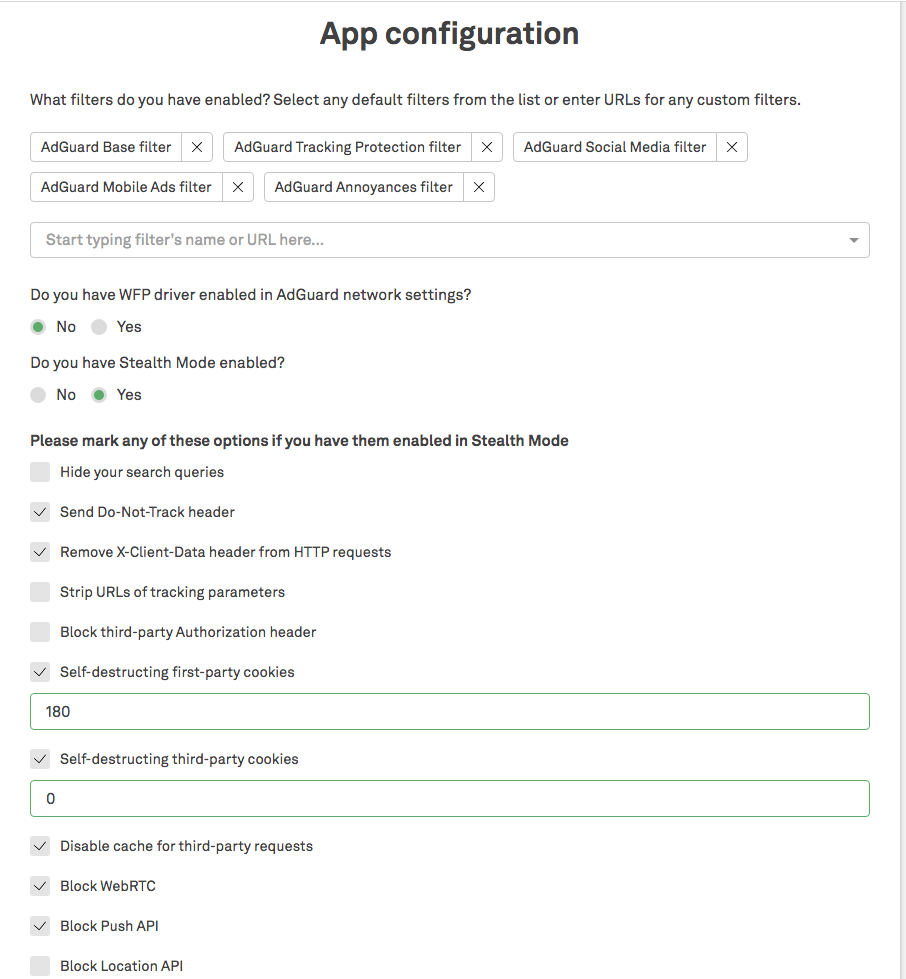 App configuration
What filters do you have enabled? Select any default filters from the list or enter URLs for any custom filters.
AdGuard Base filter
AdGuard Tracking Protection filter
AdGuard Social Media filter
AdGuard Mobile Ads filter
AdGuard Annoyances filter
Start typing filter's name or URL here...
Do you have WFP driver enabled in AdGuard network settings?
No Yes
Do you have Stealth Mode enabled?
No Yes
Please mark any of these options if you have them enabled in Stealth Mode
Hide your search queries
Send Do-Not-Track header
Remove X-Client-Data header from HTTP requests
Strip URLs of tracking parameters
Block third-party Authorization header
Self-destructing first-party cookies
180
Self-destructing third-party cookies
0
Disable cache for third-party requests
Block WebRTC
Block Push API
Block Location API